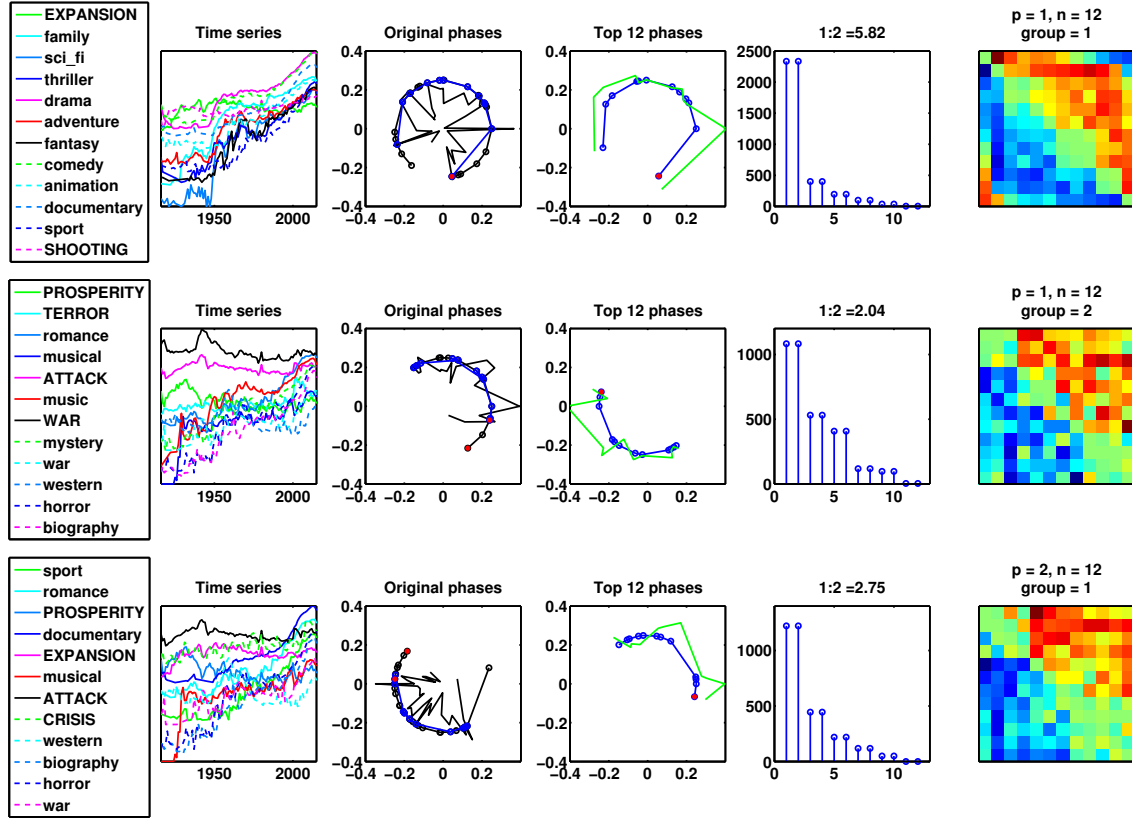 EXPANSION
family
sci_fi
thriller
drama
adventure
fantasy
comedy
animation
documentary
sport
SHOOTING
Time series
1950 2000
Original phases
0.4
0.2
0
−0.2
−0.4
−0.4 −0.2 0 0.2
Top 12 phases
0.4
0.2
0
−0.2
−0.4
−0.4 −0.2 0 0.2
1:2 =5.82
2500
2000
1500
1000
500
0
0 5 10
p = 1, n = 12
group = 1
PROSPERITY
TERROR
romance
musical
ATTACK
music
WAR
mystery
war
western
horror
biography
Time series
1950 2000
Original phases
0.4
0.2
0
−0.2
−0.4
−0.4 −0.2 0 0.2
Top 12 phases
0.4
0.2
0
−0.2
−0.4
−0.4 −0.2 0 0.2
1:2 =2.04
1000
500
0
0 5 10
p = 1, n = 12
group = 2
sport
romance
PROSPERITY
documentary
EXPANSION
musical
ATTACK
CRISIS
western
biography
horror
war
Time series
1950 2000
Original phases
0.4
0.2
0
−0.2
−0.4
−0.4 −0.2 0 0.2
Top 12 phases
0.4
0.2
0
−0.2
−0.4
−0.4 −0.2 0 0.2
1:2 =2.75
1000
500
0
0 5 10
p = 2, n = 12
group = 1